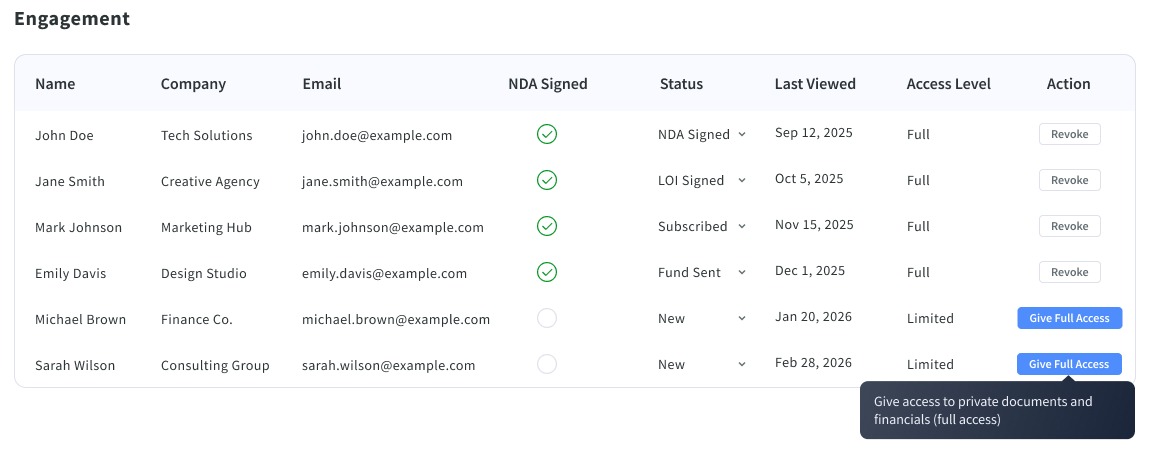 Engagement
Name Company Email NDA Signed Status Last Viewed Access Level Action
John Doe Tech Solutions john.doe@example.com NDA Signed Sep 12, 2025 Full Revoke
Jane Smith Creative Agency jane.smith@example.com LOI Signed Oct 5, 2025 Full Revoke
Mark Johnson Marketing Hub mark.johnson@example.com Subscribed Nov 15, 2025 Full Revoke
Emily Davis Design Studio emily.davis@example.com Fund Sent Dec 1, 2025 Full Revoke
Michael Brown Finance Co. michael.brown@example.com New Jan 20, 2026 Limited Give Full Access
Sarah Wilson Consulting Group sarah.wilson@example.com New Feb 28, 2026 Limited Give Full Access
Give access to private documents and
financials (full access)